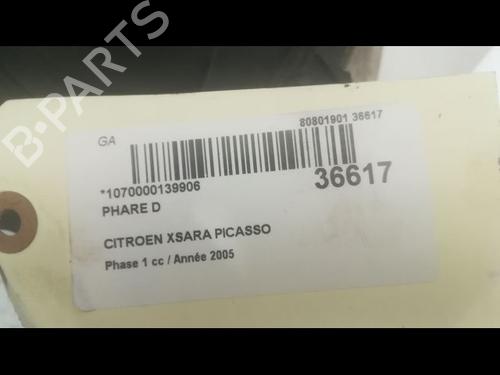 B-PARTS
GA
80801901 36617
*1070000139906
36617
PHARE D
CITROEN XSARA PICASSO
Phase 1 cc / Année 2005